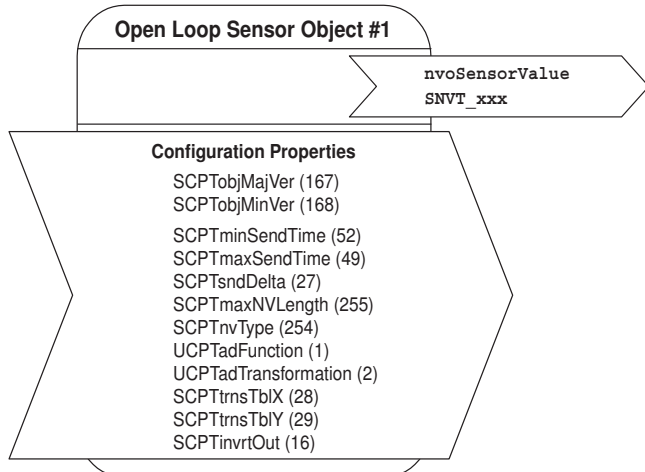 Open Loop Sensor Object #1
nvoSensorValue
SNVT_xxx
Configuration Properties
SCPTobjMajVer (167)
SCPTobjMinVer (168)
SCPTminSendTime (52)
SCPTmaxSendTime (49)
SCPTsndDelta (27)
SCPTmaxNVLength (255)
SCPTnvType (254)
UCPTadFunction (1)
UCPTadTransformation (2)
SCPTtrnsTblX (28)
SCPTtrnsTblY (29)
SCPTinvrtOut (16)